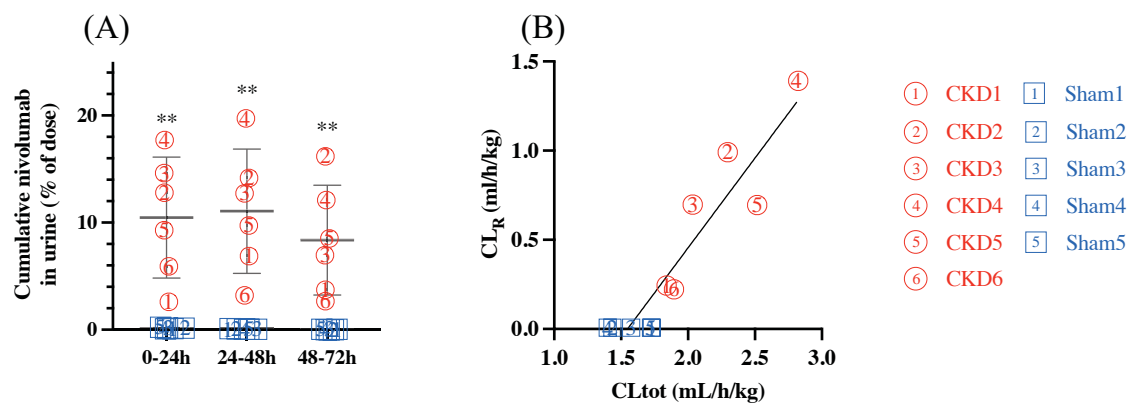 (A)
Cumulative nivolumab
in urine (% of dose)
20
10
0
**
**
**
4
3
2
5
6
1
4
2
3
5
1
6
2
4
5
3
1
6
0-24h
24-48h
48-72h
(B)
CL_R (ml/h/kg)
1.5
1.0
0.5
0.0
4
2
3
5
1
6
2
3
5
1.0
1.5
2.0
2.5
3.0
CLtot (mL/h/kg)
1 CKD1 1 Sham1
2 CKD2 2 Sham2
3 CKD3 3 Sham3
4 CKD4 4 Sham4
5 CKD5 5 Sham5
6 CKD6